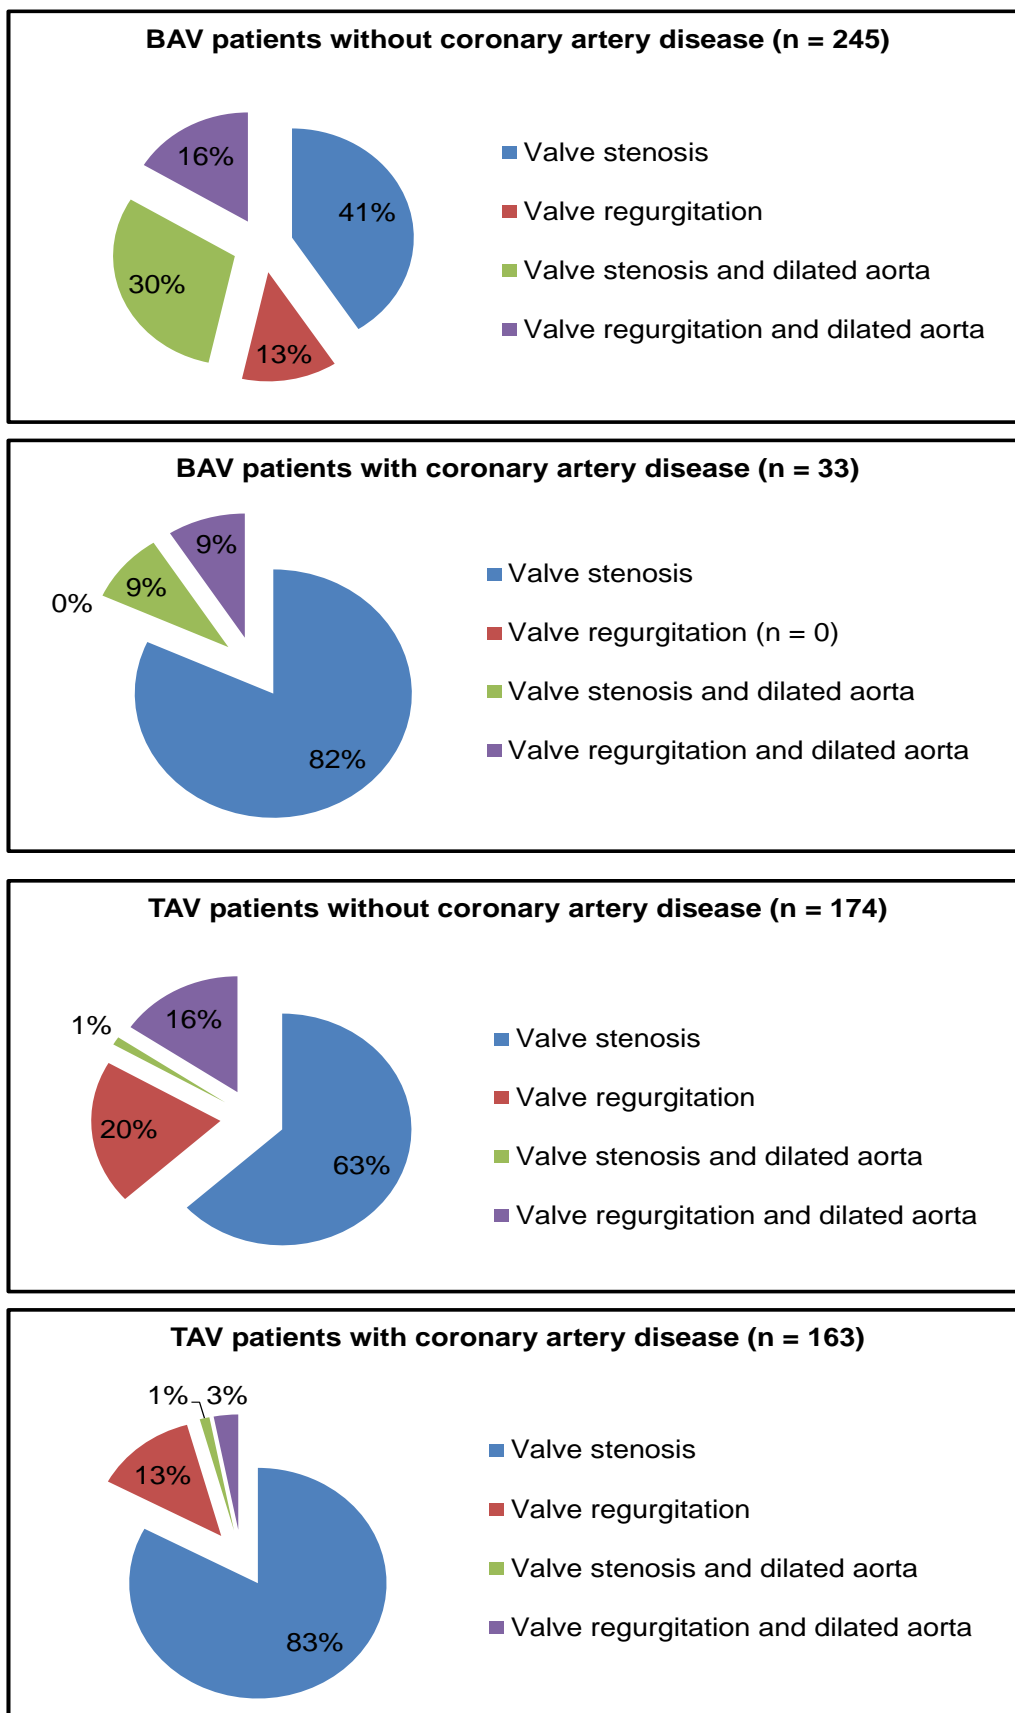 BAV patients without coronary artery disease (n = 245)
16%
41%
30%
13%
Valve stenosis
Valve regurgitation
Valve stenosis and dilated aorta
Valve regurgitation and dilated aorta
BAV patients with coronary artery disease (n = 33)
9%
9%
0%
82%
Valve stenosis
Valve regurgitation (n = 0)
Valve stenosis and dilated aorta
Valve regurgitation and dilated aorta
TAV patients without coronary artery disease (n = 174)
16%
1%
20%
63%
Valve stenosis
Valve regurgitation
Valve stenosis and dilated aorta
Valve regurgitation and dilated aorta
TAV patients with coronary artery disease (n = 163)
1% 3%
13%
83%
Valve stenosis
Valve regurgitation
Valve stenosis and dilated aorta
Valve regurgitation and dilated aorta